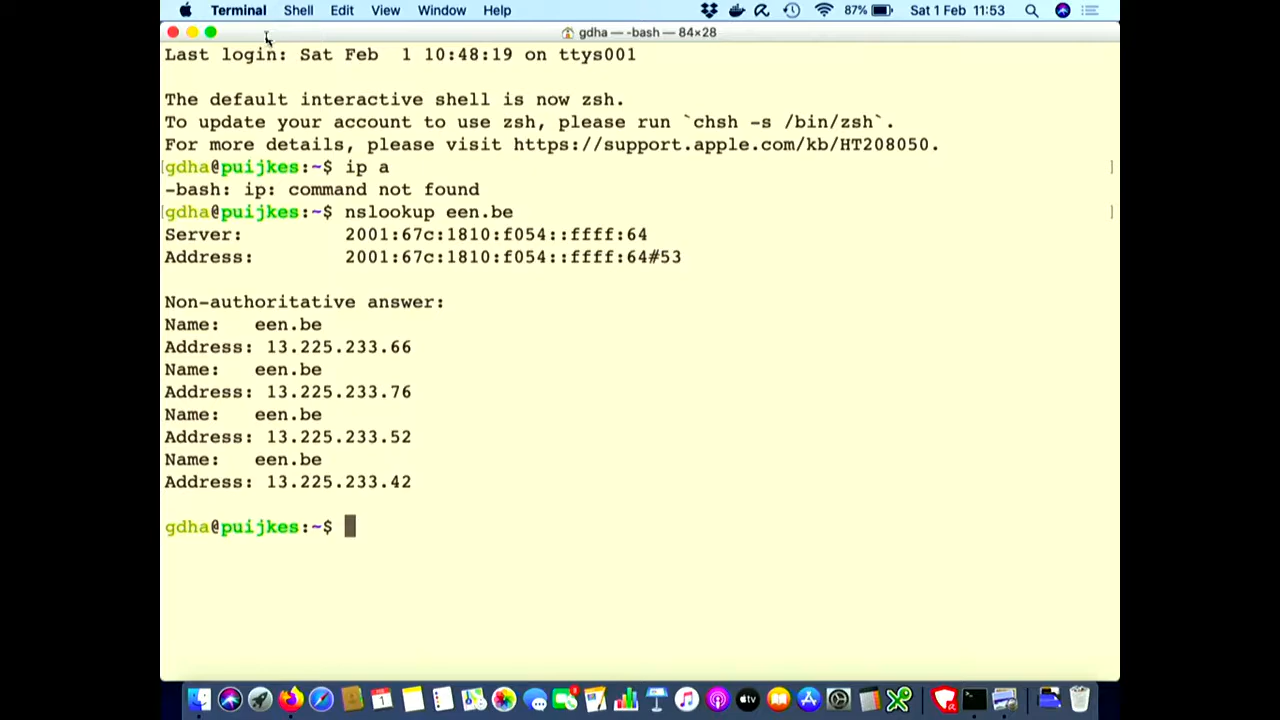 Terminal Shell Edit View Window Help 87% Sat 1 Feb 11:53
gdha — -bash — 84×28
Last login: Sat Feb  1 10:48:19 on ttys001
The default interactive shell is now zsh.
To update your account to use zsh, please run `chsh -s /bin/zsh`.
For more details, please visit https://support.apple.com/kb/HT208050.
[gdha@puijkes:~$ ip a ]
-bash: ip: command not found
[gdha@puijkes:~$ nslookup een.be ]
Server: 2001:67c:1810:f054::ffff:64
Address: 2001:67c:1810:f054::ffff:64#53
Non-authoritative answer:
Name: een.be
Address: 13.225.233.66
Name: een.be
Address: 13.225.233.76
Name: een.be
Address: 13.225.233.52
Name: een.be
Address: 13.225.233.42
gdha@puijkes:~$